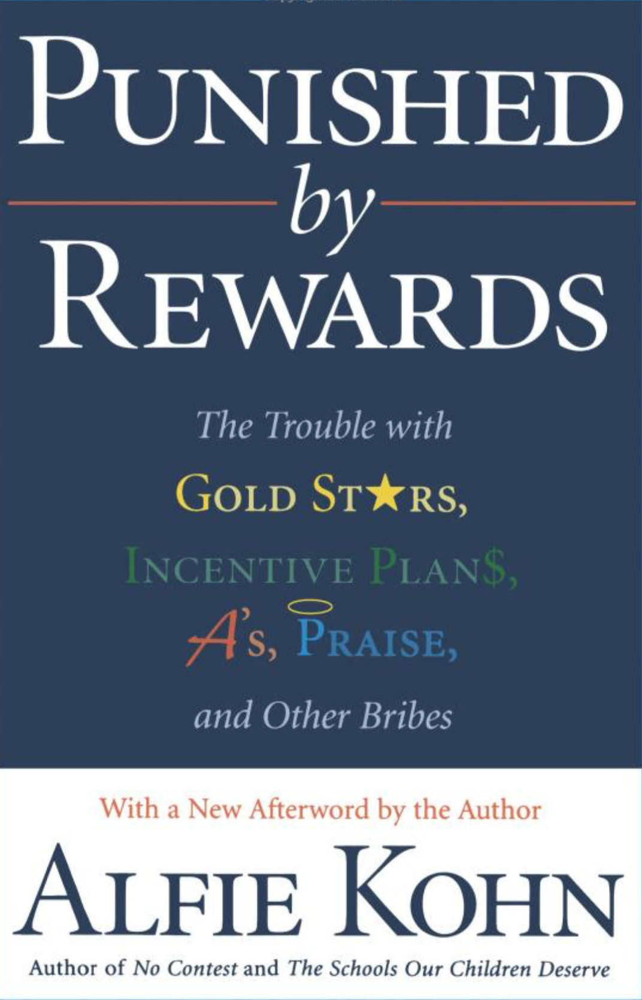 PUNISHED
by
REWARDS
The Trouble with
GOLD ST★RS,
INCENTIVE PLAN$,
A's, PRAISE,
and Other Bribes
With a New Afterword by the Author
ALFIE KOHN
Author of No Contest and The Schools Our Children Deserve